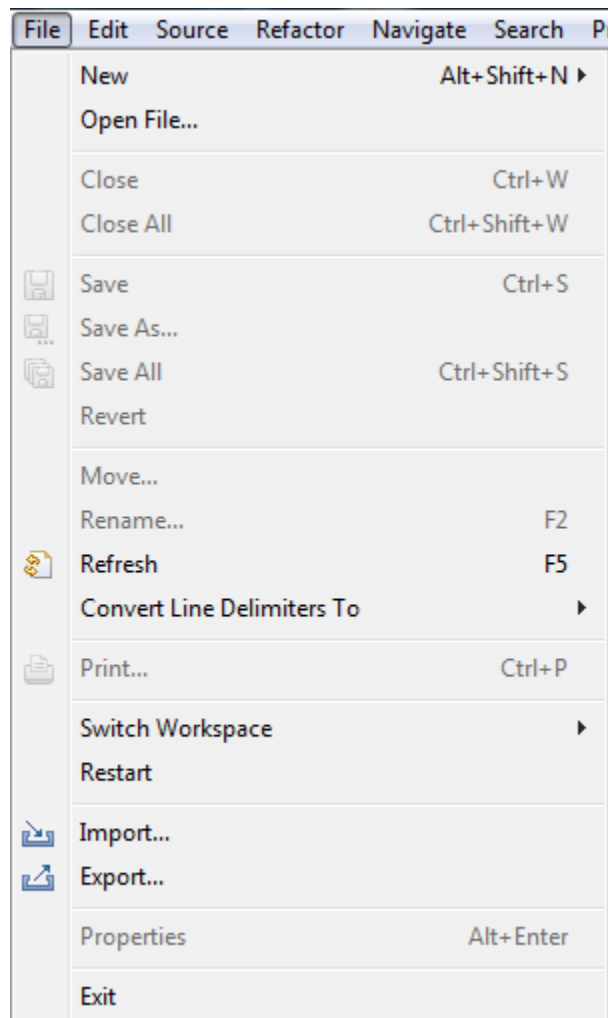 File Edit Source Refactor Navigate Search
New Alt+Shift+N
Open File...
Close Ctrl+W
Close All Ctrl+Shift+W
Save Ctrl+S
Save As...
Save All Ctrl+Shift+S
Revert
Move...
Rename... F2
Refresh F5
Convert Line Delimiters To
Print... Ctrl+P
Switch Workspace
Restart
Import...
Export...
Properties Alt+Enter
Exit